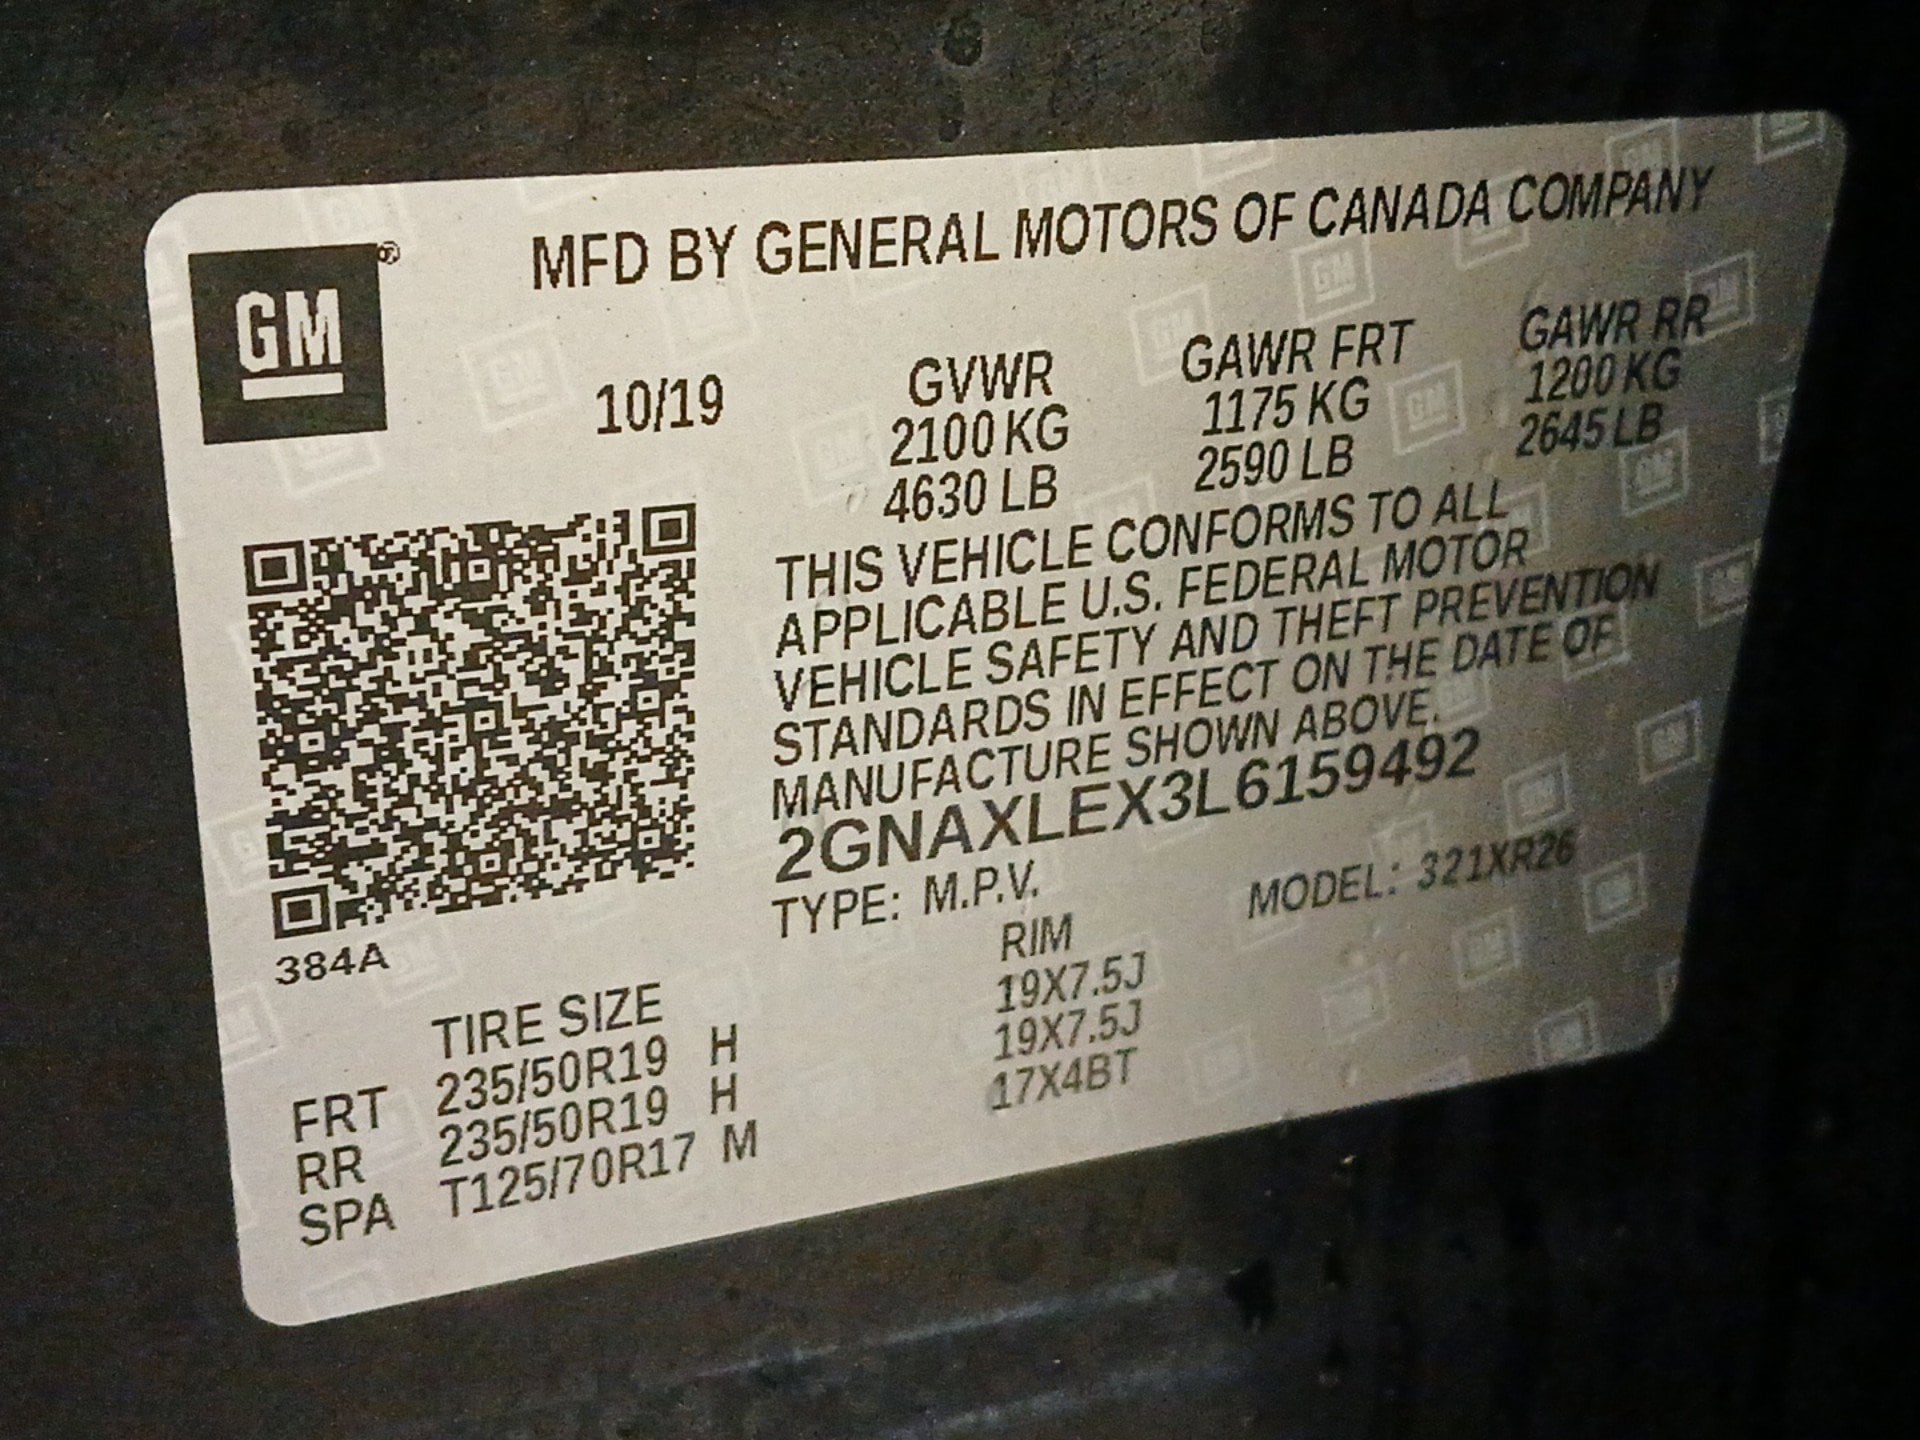 GM®
MFD BY GENERAL MOTORS OF CANADA COMPANY
10/19
GVWR GAWR FRT GAWR RR
2100 KG 1175 KG 1200 KG
4630 LB 2590 LB 2645 LB
THIS VEHICLE CONFORMS TO ALL
APPLICABLE U.S. FEDERAL MOTOR
VEHICLE SAFETY AND THEFT PREVENTION
STANDARDS IN EFFECT ON THE DATE OF
MANUFACTURE SHOWN ABOVE.
2GNAXLEX3L6159492
TYPE: M.P.V. MODEL: 321XR26
384A
TIRE SIZE RIM
FRT 235/50R19 H 19X7.5J
RR 235/50R19 H 19X7.5J
SPA T125/70R17 M 17X4BT